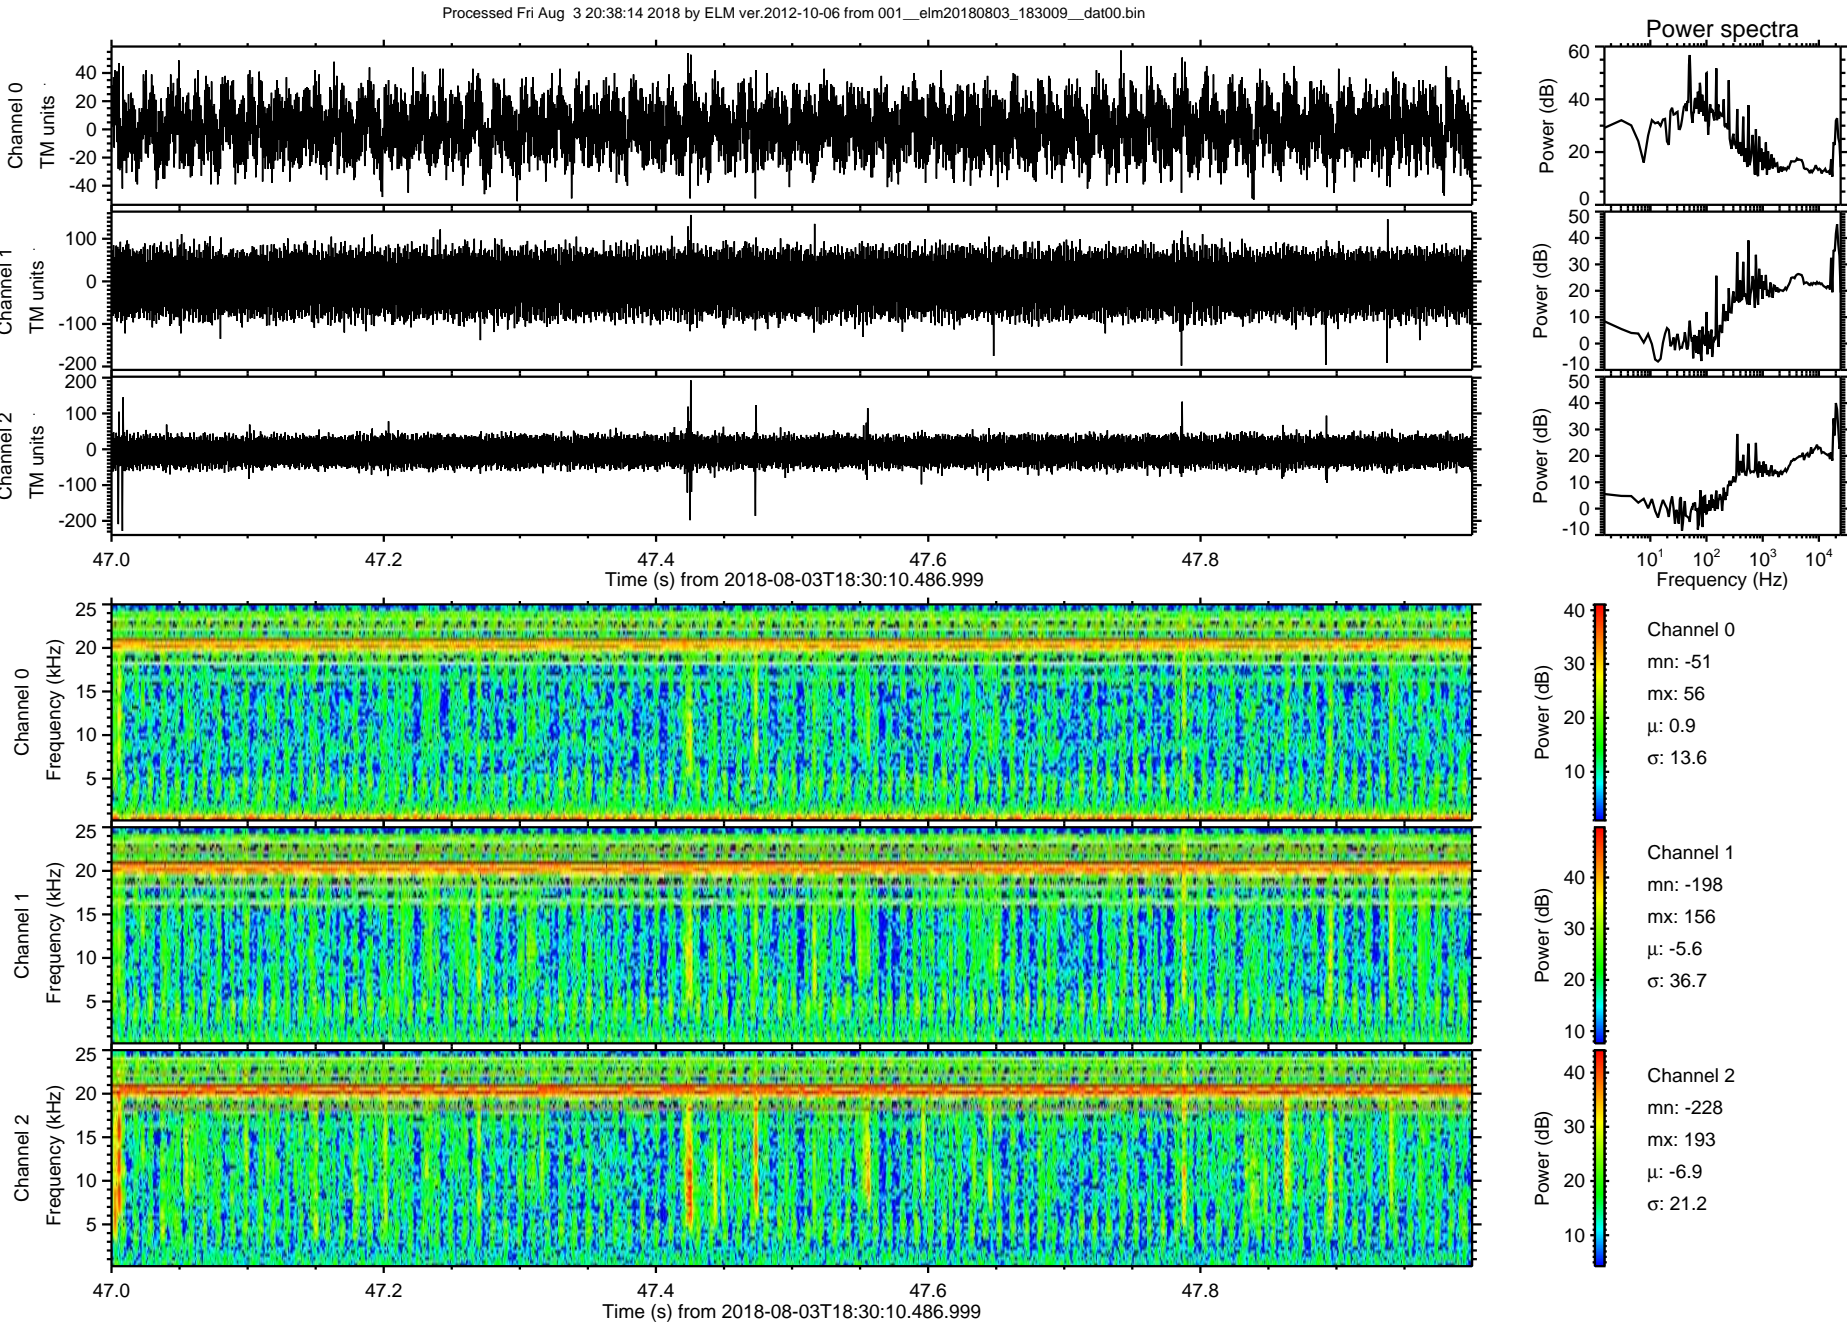 Processed Fri Aug  3 20:38:14 2018 by ELM ver.2012-10-06 from 001__elm20180803_183009__dat00.bin
Power spectra
Channel 0
TM units
40
20
0
-20
-40
Power (dB)
60
40
20
0
Channel 1
TM units
100
0
-100
-200
Power (dB)
50
40
30
20
10
0
-10
Channel 2
TM units
200
100
0
-100
-200
Power (dB)
50
40
30
20
10
0
-10
47.0 47.2 47.4 47.6 47.8
Time (s) from 2018-08-03T18:30:10.486.999
10¹ 10² 10³ 10⁴
Frequency (Hz)
Channel 0
Frequency (kHz)
25
20
15
10
5
Power (dB)
40
30
20
10
Channel 0
mn: -51
mx: 56
μ: 0.9
σ: 13.6
Channel 1
Frequency (kHz)
25
20
15
10
5
Power (dB)
40
30
20
10
Channel 1
mn: -198
mx: 156
μ: -5.6
σ: 36.7
Channel 2
Frequency (kHz)
25
20
15
10
5
Power (dB)
40
30
20
10
Channel 2
mn: -228
mx: 193
μ: -6.9
σ: 21.2
47.0 47.2 47.4 47.6 47.8
Time (s) from 2018-08-03T18:30:10.486.999